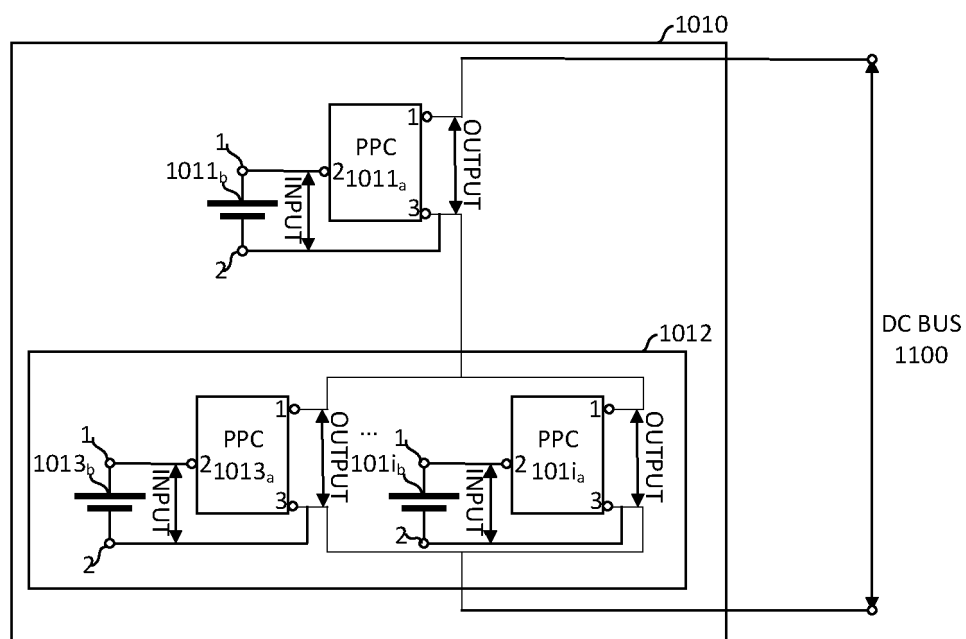 1010
1
PPC
1011a
2
3
OUTPUT
1
1011b
INPUT
2
DC BUS
1100
1012
1
PPC
1013a
2
3
OUTPUT
1
1013b
INPUT
2
...
1
PPC
101ia
2
3
OUTPUT
1
101ib
INPUT
2